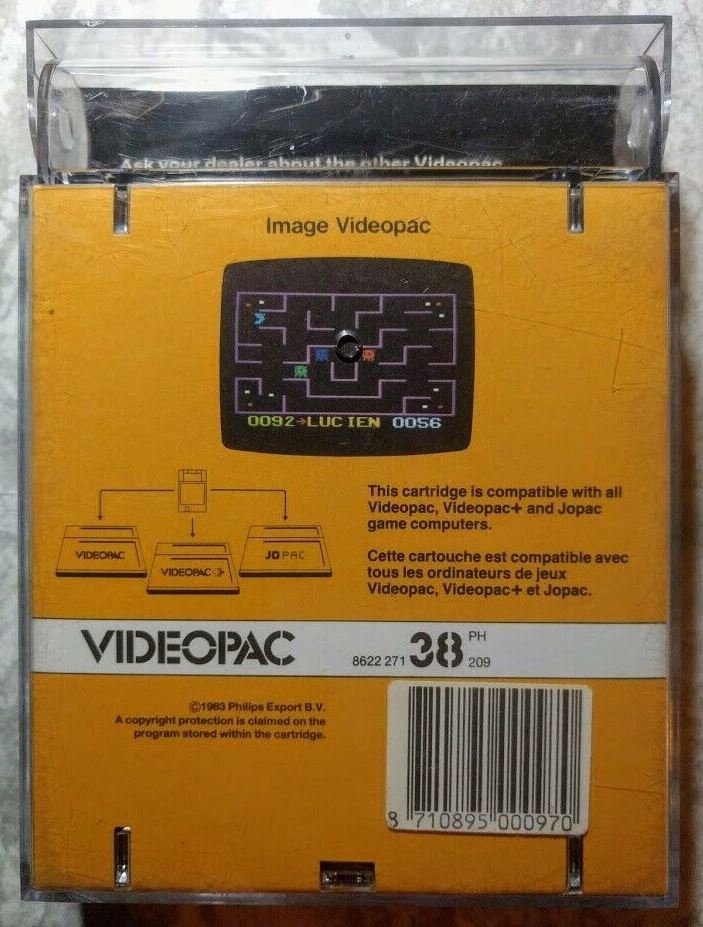 Ask your dealer about the other Videopac
Image Videopac
0092→LUCIEN 0056
VIDEOPAC
VIDEOPAC+
JOPAC
This cartridge is compatible with all
Videopac, Videopac+ and Jopac
game computers.
Cette cartouche est compatible avec
tous les ordinateurs de jeux
Videopac, Videopac+ et Jopac.
VIDEOPAC 8622 271 38 PH 209
©1983 Philips Export B.V.
A copyright protection is claimed on the
program stored within the cartridge.
8 710895 000970